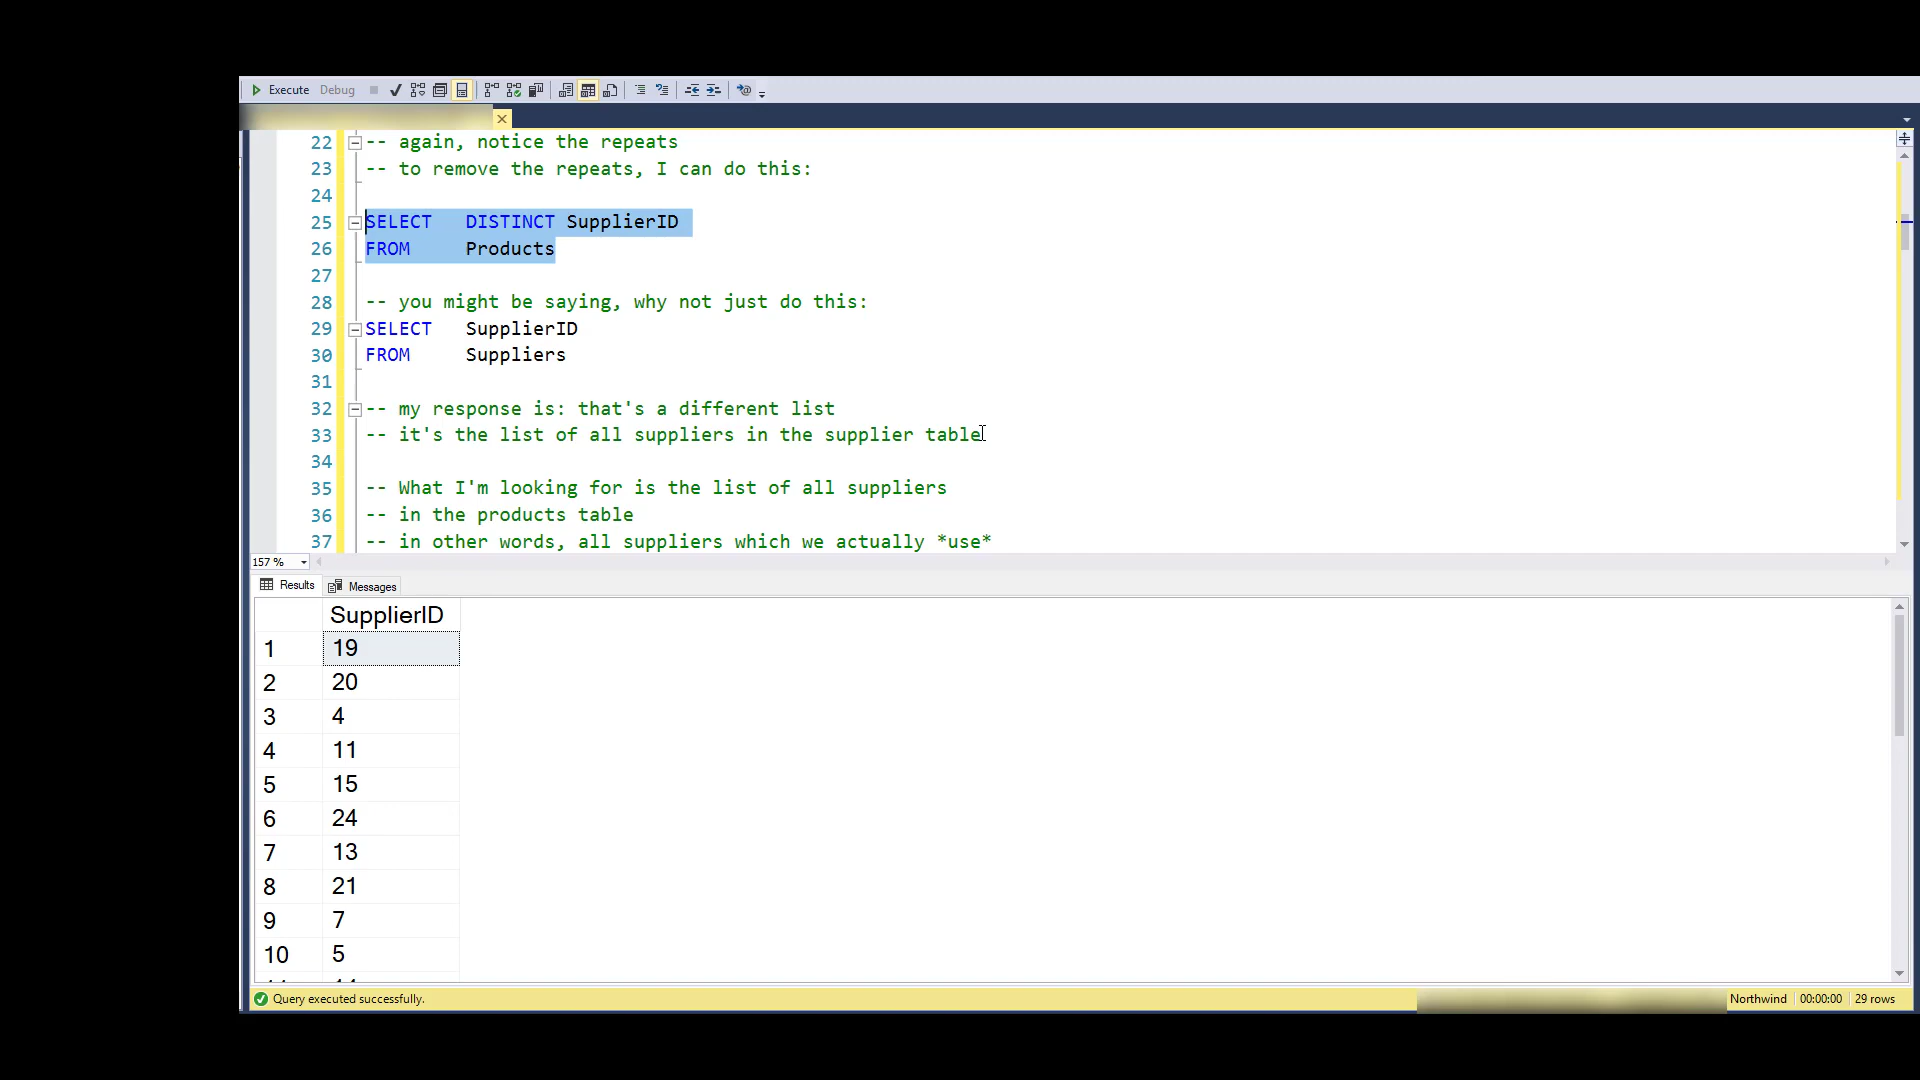 Execute Debug
22 -- again, notice the repeats
23 -- to remove the repeats, I can do this:
24
25 SELECT DISTINCT SupplierID
26 FROM Products
27
28 -- you might be saying, why not just do this:
29 SELECT SupplierID
30 FROM Suppliers
31
32 -- my response is: that's a different list
33 -- it's the list of all suppliers in the supplier table
34
35 -- What I'm looking for is the list of all suppliers
36 -- in the products table
37 -- in other words, all suppliers which we actually *use*
157 %
Results Messages
SupplierID
1 19
2 20
3 4
4 11
5 15
6 24
7 13
8 21
9 7
10 5
Query executed successfully. Northwind 00:00:00 29 rows